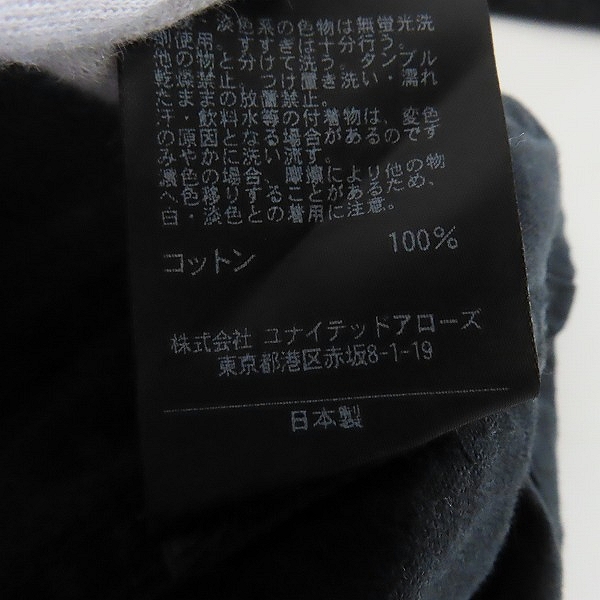 ・淡色系の色物は無蛍光洗
剤使用。すすぎは十分行う。
他の物と分けて洗う。タンブル
乾燥禁止。つけ置き洗い・濡れ
たままの放置禁止。
汗・飲料水等の付着物は、変色
の原因となる場合があるのです
みやかに洗い流す。
濃色の場合、摩擦により他の物
へ色移りすることがあるため、
白・淡色との着用に注意。
コットン 100%
株式会社 ユナイテッドアローズ
東京都港区赤坂8-1-19
日本製